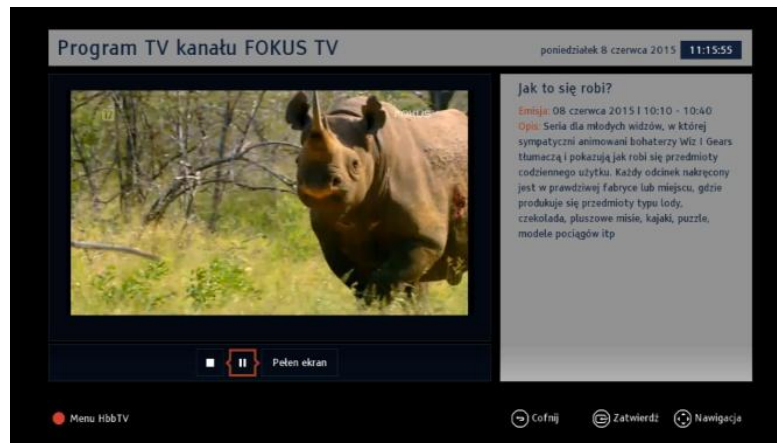 Program TV kanału FOKUS TV
poniedziałek 8 czerwca 2015 11:15:55
Jak to się robi?
Emisja: 08 czerwca 2015 | 10:10 - 10:40
Opis: Seria dla młodych widzów, w której
sympatyczni animowani bohaterzy Wiz I Gears
tłumaczą i pokazują jak robi się przedmioty
codziennego użytku. Każdy odcinek nakręcony
jest w prawdziwej fabryce lub miejscu, gdzie
produkuje się przedmioty typu lody,
czekolada, pluszowe misie, kajaki, puzzle,
modele pociągów itp
Pełen ekran
Menu HbbTV
Cofnij Zatwierdź Nawigacja